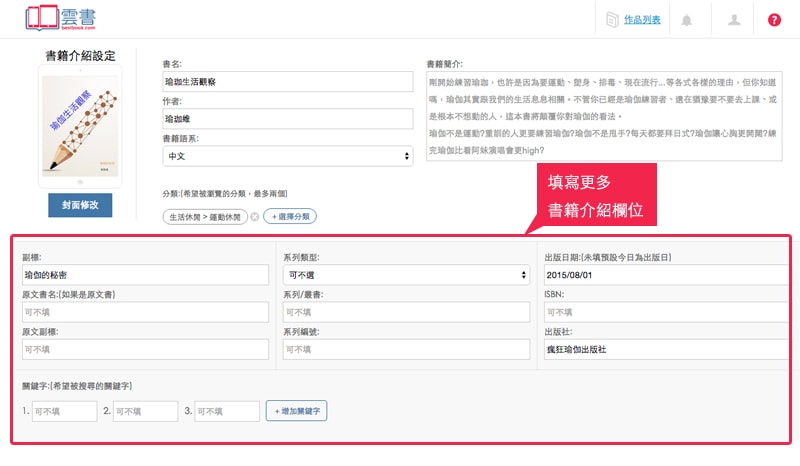 雲書
bestbook.com
作品列表
?
書籍介紹設定
瑜珈生活觀察
封面修改
書名:
瑜珈生活觀察
作者:
瑜珈維
書籍語系:
中文
分類:(希望被瀏覽的分類，最多兩個)
生活休閒 > 運動休閒
+ 選擇分類
書籍簡介:
剛開始練習瑜珈，也許是因為要運動、塑身、排毒、現在流行...等各式各樣的理由，但你知道
嗎，瑜伽其實跟我們的生活息息相關。不管你已經是瑜伽練習者、還在猶豫要不要去上課、或
是根本不想動的人，這本書將顛覆你對瑜伽的看法。
瑜伽不是運動?重訓的人更要練習瑜伽?瑜伽不是甩手?每天都要拜日式?瑜伽讓心胸更開闊?練
完瑜伽比看阿妹演唱會更high?
填寫更多
書籍介紹欄位
副標:
瑜伽的秘密
原文書名:(如果是原文書)
可不填
原文副標:
可不填
系列類型:
可不選
系列/叢書:
可不填
系列編號:
可不填
出版日期:(未填預設今日為出版日)
2015/08/01
ISBN:
可不填
出版社:
瘋狂瑜伽出版社
關鍵字:(希望被搜尋的關鍵字)
1. 可不填 2. 可不填 3. 可不填 + 增加關鍵字